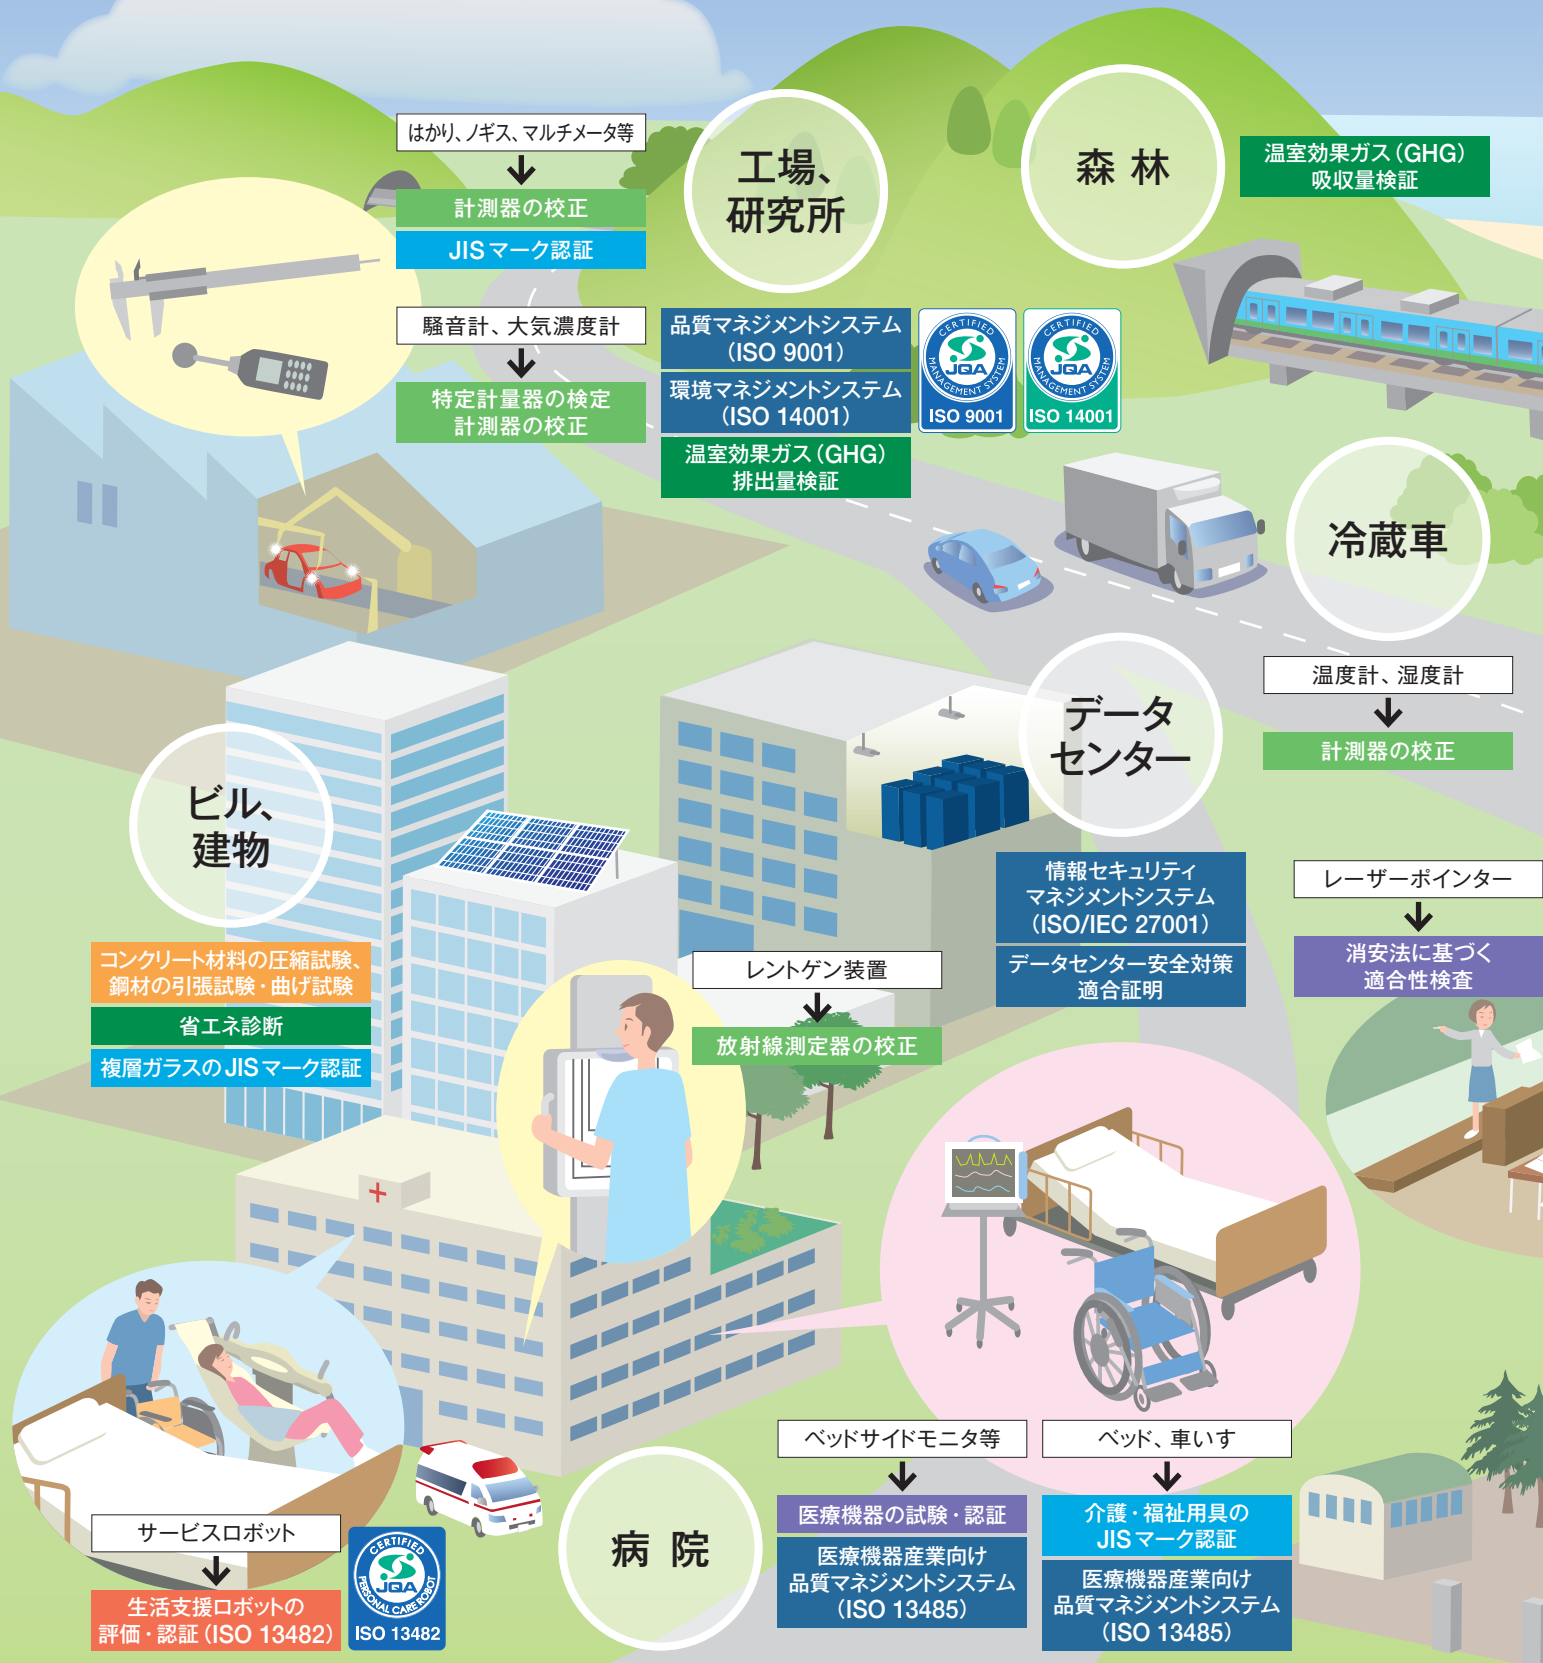 はかり、ノギス、マルチメータ等
計測器の校正
JISマーク認証
工場、
研究所
森 林
温室効果ガス(GHG)
吸収量検証
騒音計、大気濃度計
特定計量器の検定
計測器の校正
品質マネジメントシステム
(ISO 9001)
環境マネジメントシステム
(ISO 14001)
温室効果ガス(GHG)
排出量検証
CERTIFIED
JQA
MANAGEMENT SYSTEM
ISO 9001
CERTIFIED
JQA
MANAGEMENT SYSTEM
ISO 14001
冷蔵車
温度計、湿度計
計測器の校正
データ
センター
情報セキュリティ
マネジメントシステム
(ISO/IEC 27001)
データセンター安全対策
適合証明
レーザーポインター
消安法に基づく
適合性検査
ビル、
建物
コンクリート材料の圧縮試験、
鋼材の引張試験・曲げ試験
省エネ診断
複層ガラスのJISマーク認証
レントゲン装置
放射線測定器の校正
サービスロボット
生活支援ロボットの
評価・認証(ISO 13482)
CERTIFIED
JQA
PERSONAL CARE ROBOT
ISO 13482
病 院
ベッドサイドモニタ等
医療機器の試験・認証
医療機器産業向け
品質マネジメントシステム
(ISO 13485)
ベッド、車いす
介護・福祉用具の
JISマーク認証
医療機器産業向け
品質マネジメントシステム
(ISO 13485)